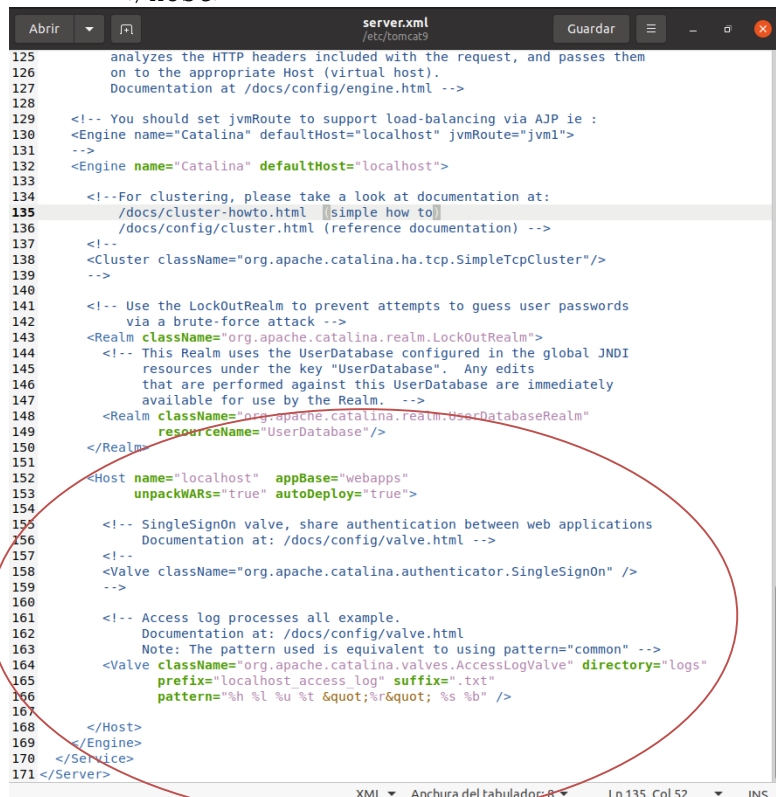 Abrir
server.xml
/etc/tomcat9
Guardar
125 analyzes the HTTP headers included with the request, and passes them
126 on to the appropriate Host (virtual host).
127 Documentation at /docs/config/engine.html -->
128
129 <!-- You should set jvmRoute to support load-balancing via AJP ie :
130 <Engine name="Catalina" defaultHost="localhost" jvmRoute="jvm1">
131 -->
132 <Engine name="Catalina" defaultHost="localhost">
133
134 <!--For clustering, please take a look at documentation at:
135 /docs/cluster-howto.html (simple how to)
136 /docs/config/cluster.html (reference documentation) -->
137 <!--
138 <Cluster className="org.apache.catalina.ha.tcp.SimpleTcpCluster"/>
139 -->
140
141 <!-- Use the LockOutRealm to prevent attempts to guess user passwords
142 via a brute-force attack -->
143 <Realm className="org.apache.catalina.realm.LockOutRealm">
144 <!-- This Realm uses the UserDatabase configured in the global JNDI
145 resources under the key "UserDatabase". Any edits
146 that are performed against this UserDatabase are immediately
147 available for use by the Realm. -->
148 <Realm className="org.apache.catalina.realm.UserDatabaseRealm"
149 resourceName="UserDatabase"/>
150 </Realm>
151
152 <Host name="localhost" appBase="webapps"
153 unpackWARs="true" autoDeploy="true">
154
155 <!-- SingleSignOn valve, share authentication between web applications
156 Documentation at: /docs/config/valve.html -->
157 <!--
158 <Valve className="org.apache.catalina.authenticator.SingleSignOn" />
159 -->
160
161 <!-- Access log processes all example.
162 Documentation at: /docs/config/valve.html
163 Note: The pattern used is equivalent to using pattern="common" -->
164 <Valve className="org.apache.catalina.valves.AccessLogValve" directory="logs"
165 prefix="localhost_access_log" suffix=".txt"
166 pattern="%h %l %u %t &quot;%r&quot; %s %b" />
167
168 </Host>
169 </Engine>
170 </Service>
171 </Server>
XML Anchura del tabulador: 8 Ln 135, Col 52 INS